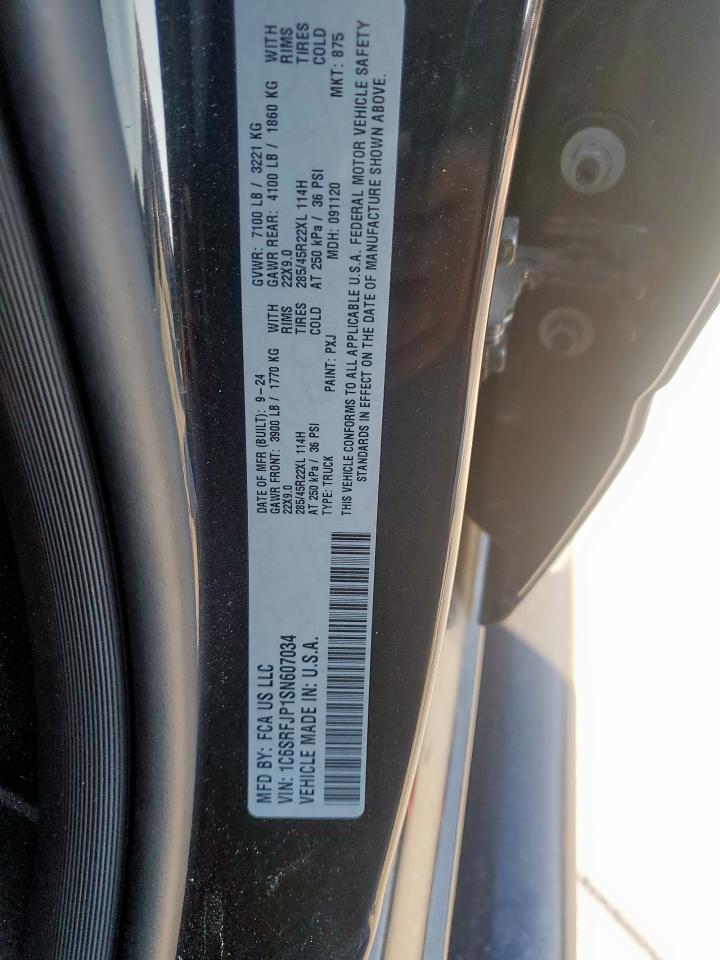 MFD BY: FCA US LLC
VIN: 1C6SRFJP1SN607034
VEHICLE MADE IN: U.S.A.
DATE OF MFR (BUILT): 9-24 GVWR: 7100 LB / 3221 KG
GAWR FRONT: 3900 LB / 1770 KG WITH GAWR REAR: 4100 LB / 1860 KG WITH
22X9.0 RIMS 22X9.0 RIMS
285/45R22XL 114H TIRES 285/45R22XL 114H TIRES
AT 250 kPa / 36 PSI COLD AT 250 kPa / 36 PSI COLD
TYPE: TRUCK PAINT: PXJ MDH: 091120 MKT: 875
THIS VEHICLE CONFORMS TO ALL APPLICABLE U.S.A. FEDERAL MOTOR VEHICLE SAFETY
STANDARDS IN EFFECT ON THE DATE OF MANUFACTURE SHOWN ABOVE.